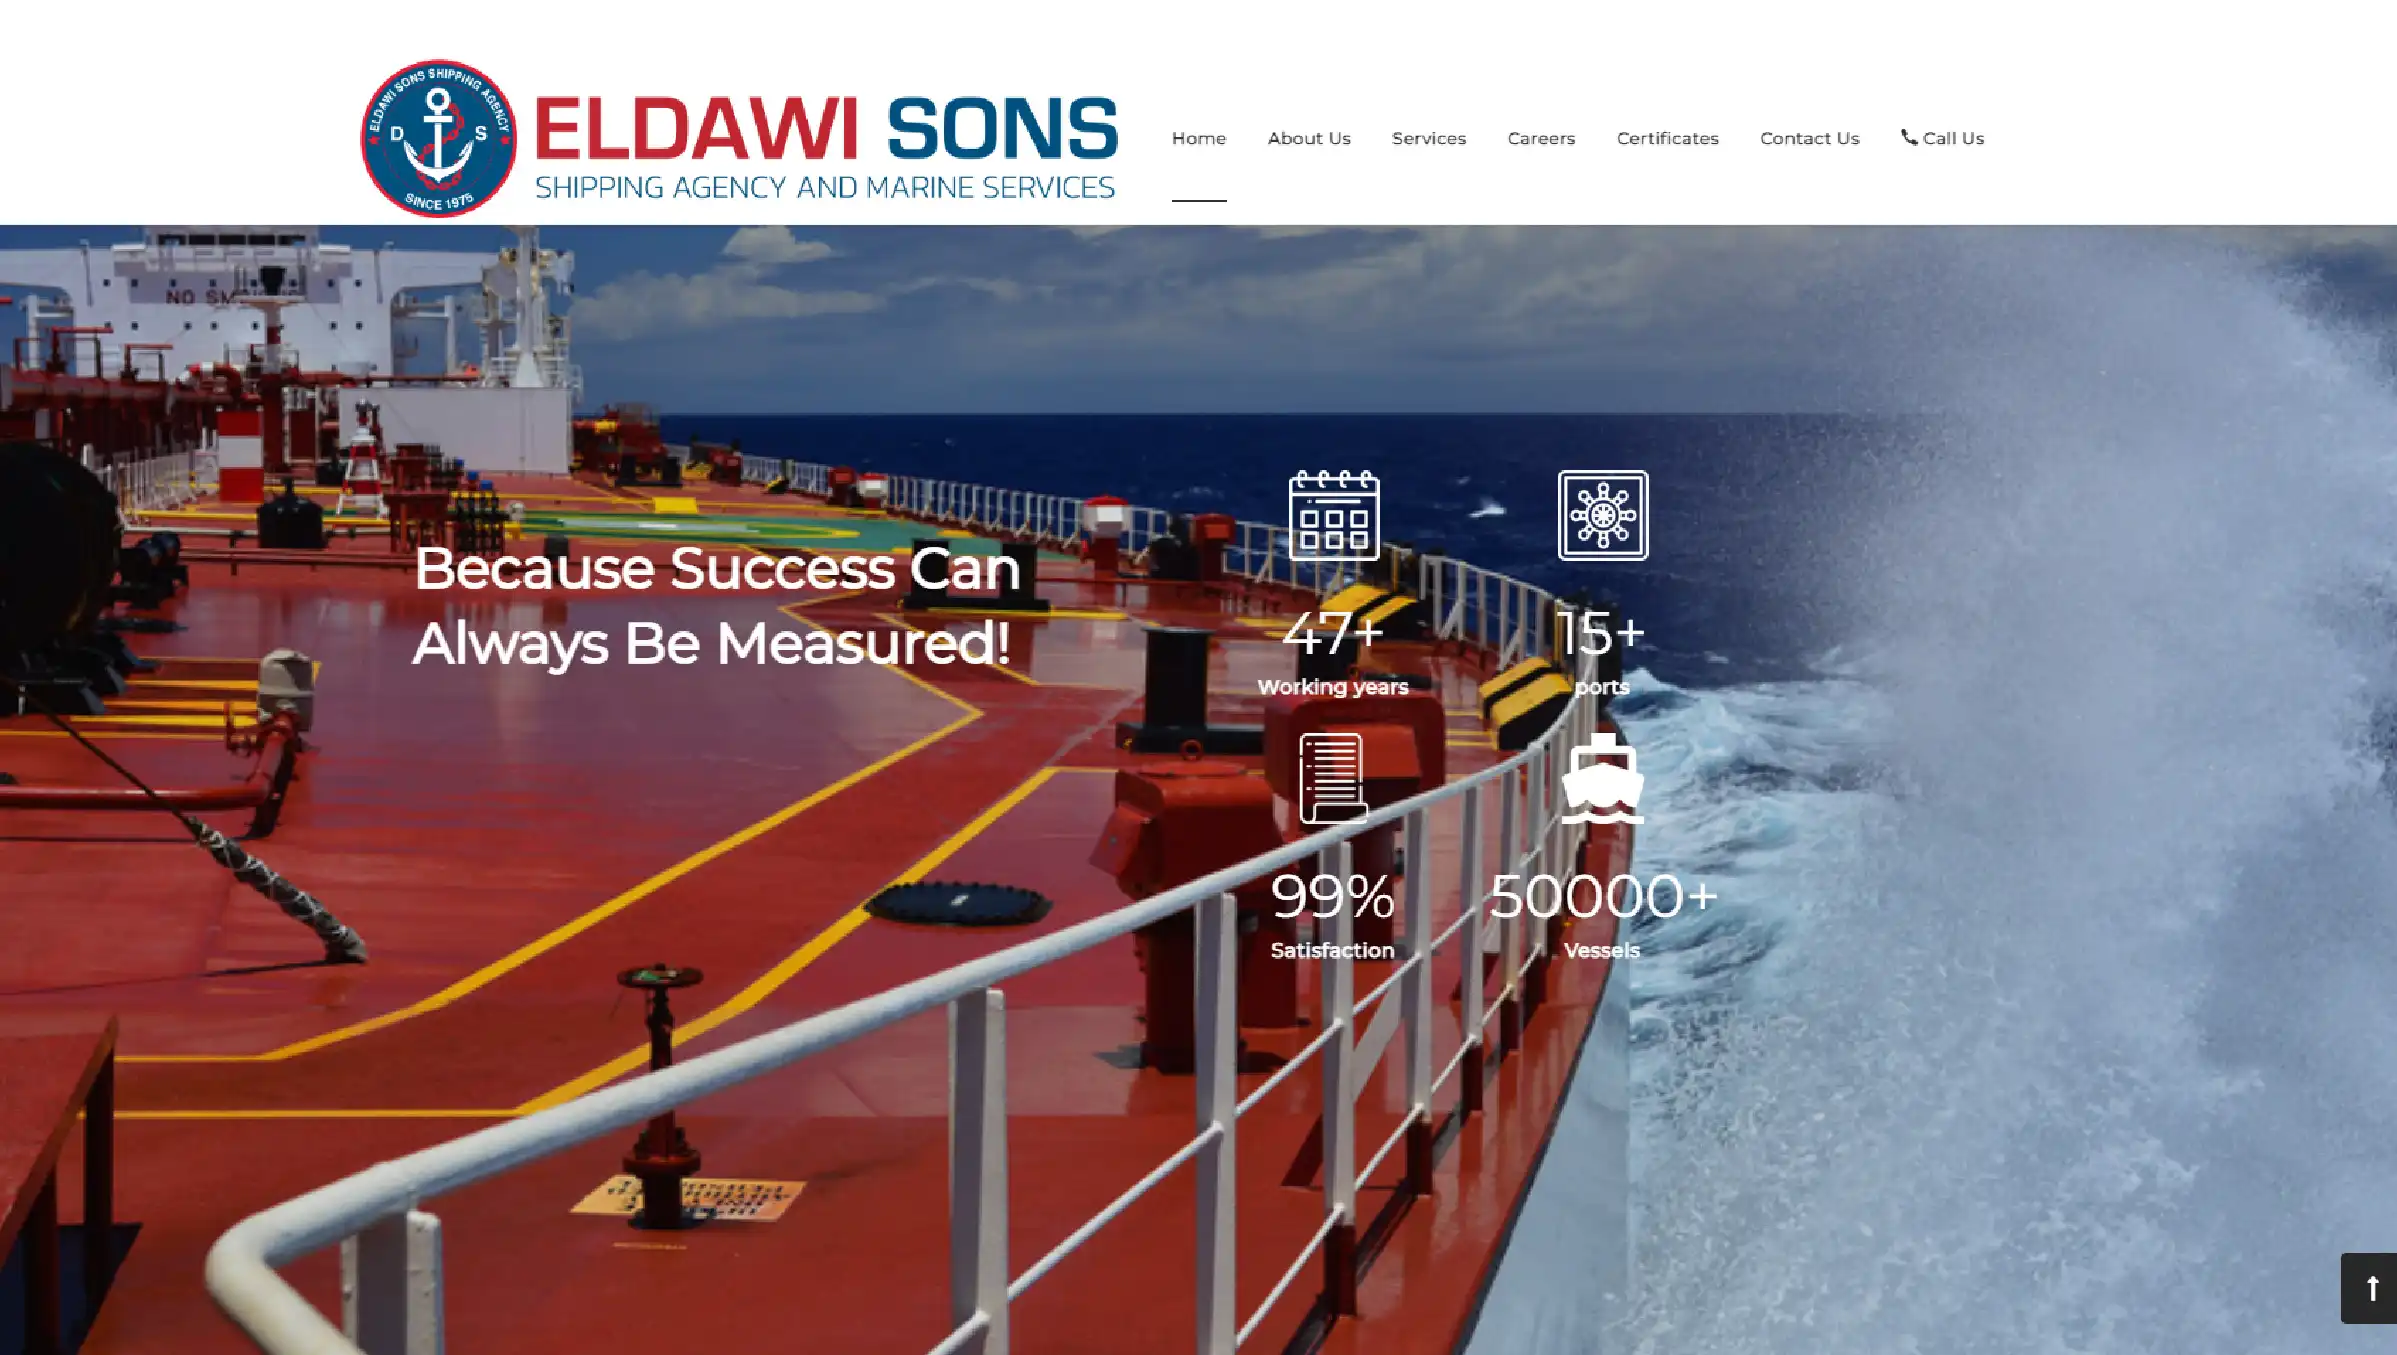 ELDAWI SONS SHIPPING AGENCY
D S
SINCE 1975
ELDAWI SONS
SHIPPING AGENCY AND MARINE SERVICES
Home About Us Services Careers Certificates Contact Us Call Us
NO SMOKING
Because Success Can
Always Be Measured!
47+
Working years
15+
ports
99%
Satisfaction
50000+
Vessels